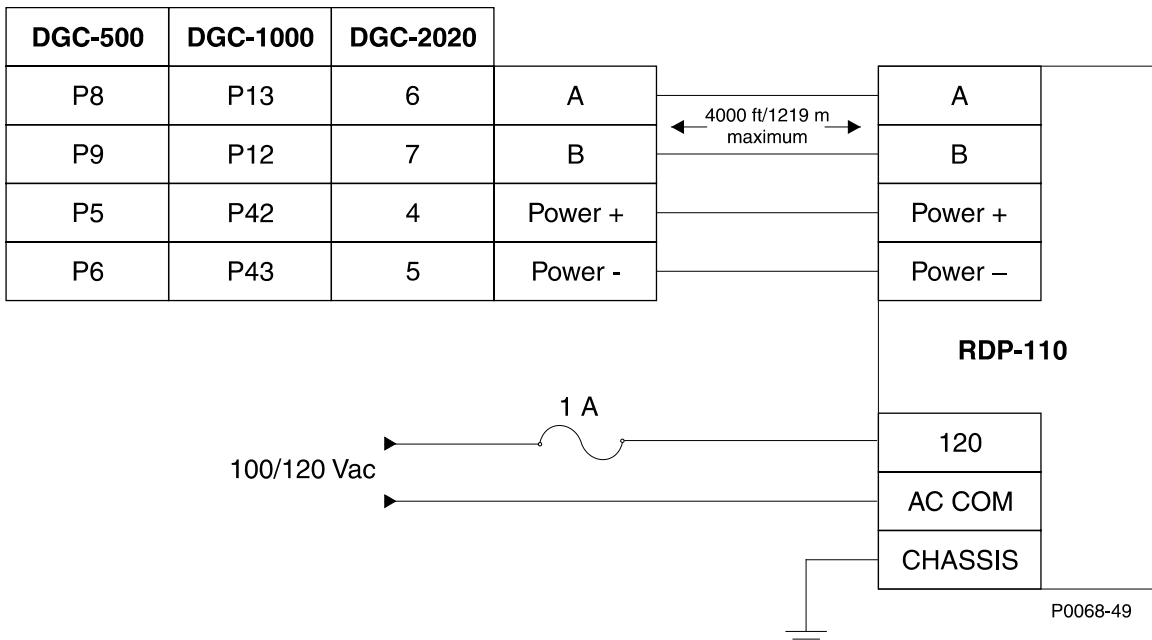 DGC-500 DGC-1000 DGC-2020
P8 P13 6 A A
4000 ft/1219 m
maximum
P9 P12 7 B B
P5 P42 4 Power + Power +
P6 P43 5 Power - Power –
RDP-110
1 A
120
100/120 Vac
AC COM
CHASSIS
P0068-49